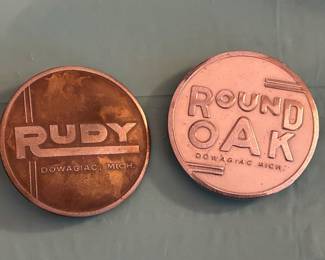 RUDY
DOWAGIAC, MICH.
ROUND
OAK
DOWAGIAC MICH.